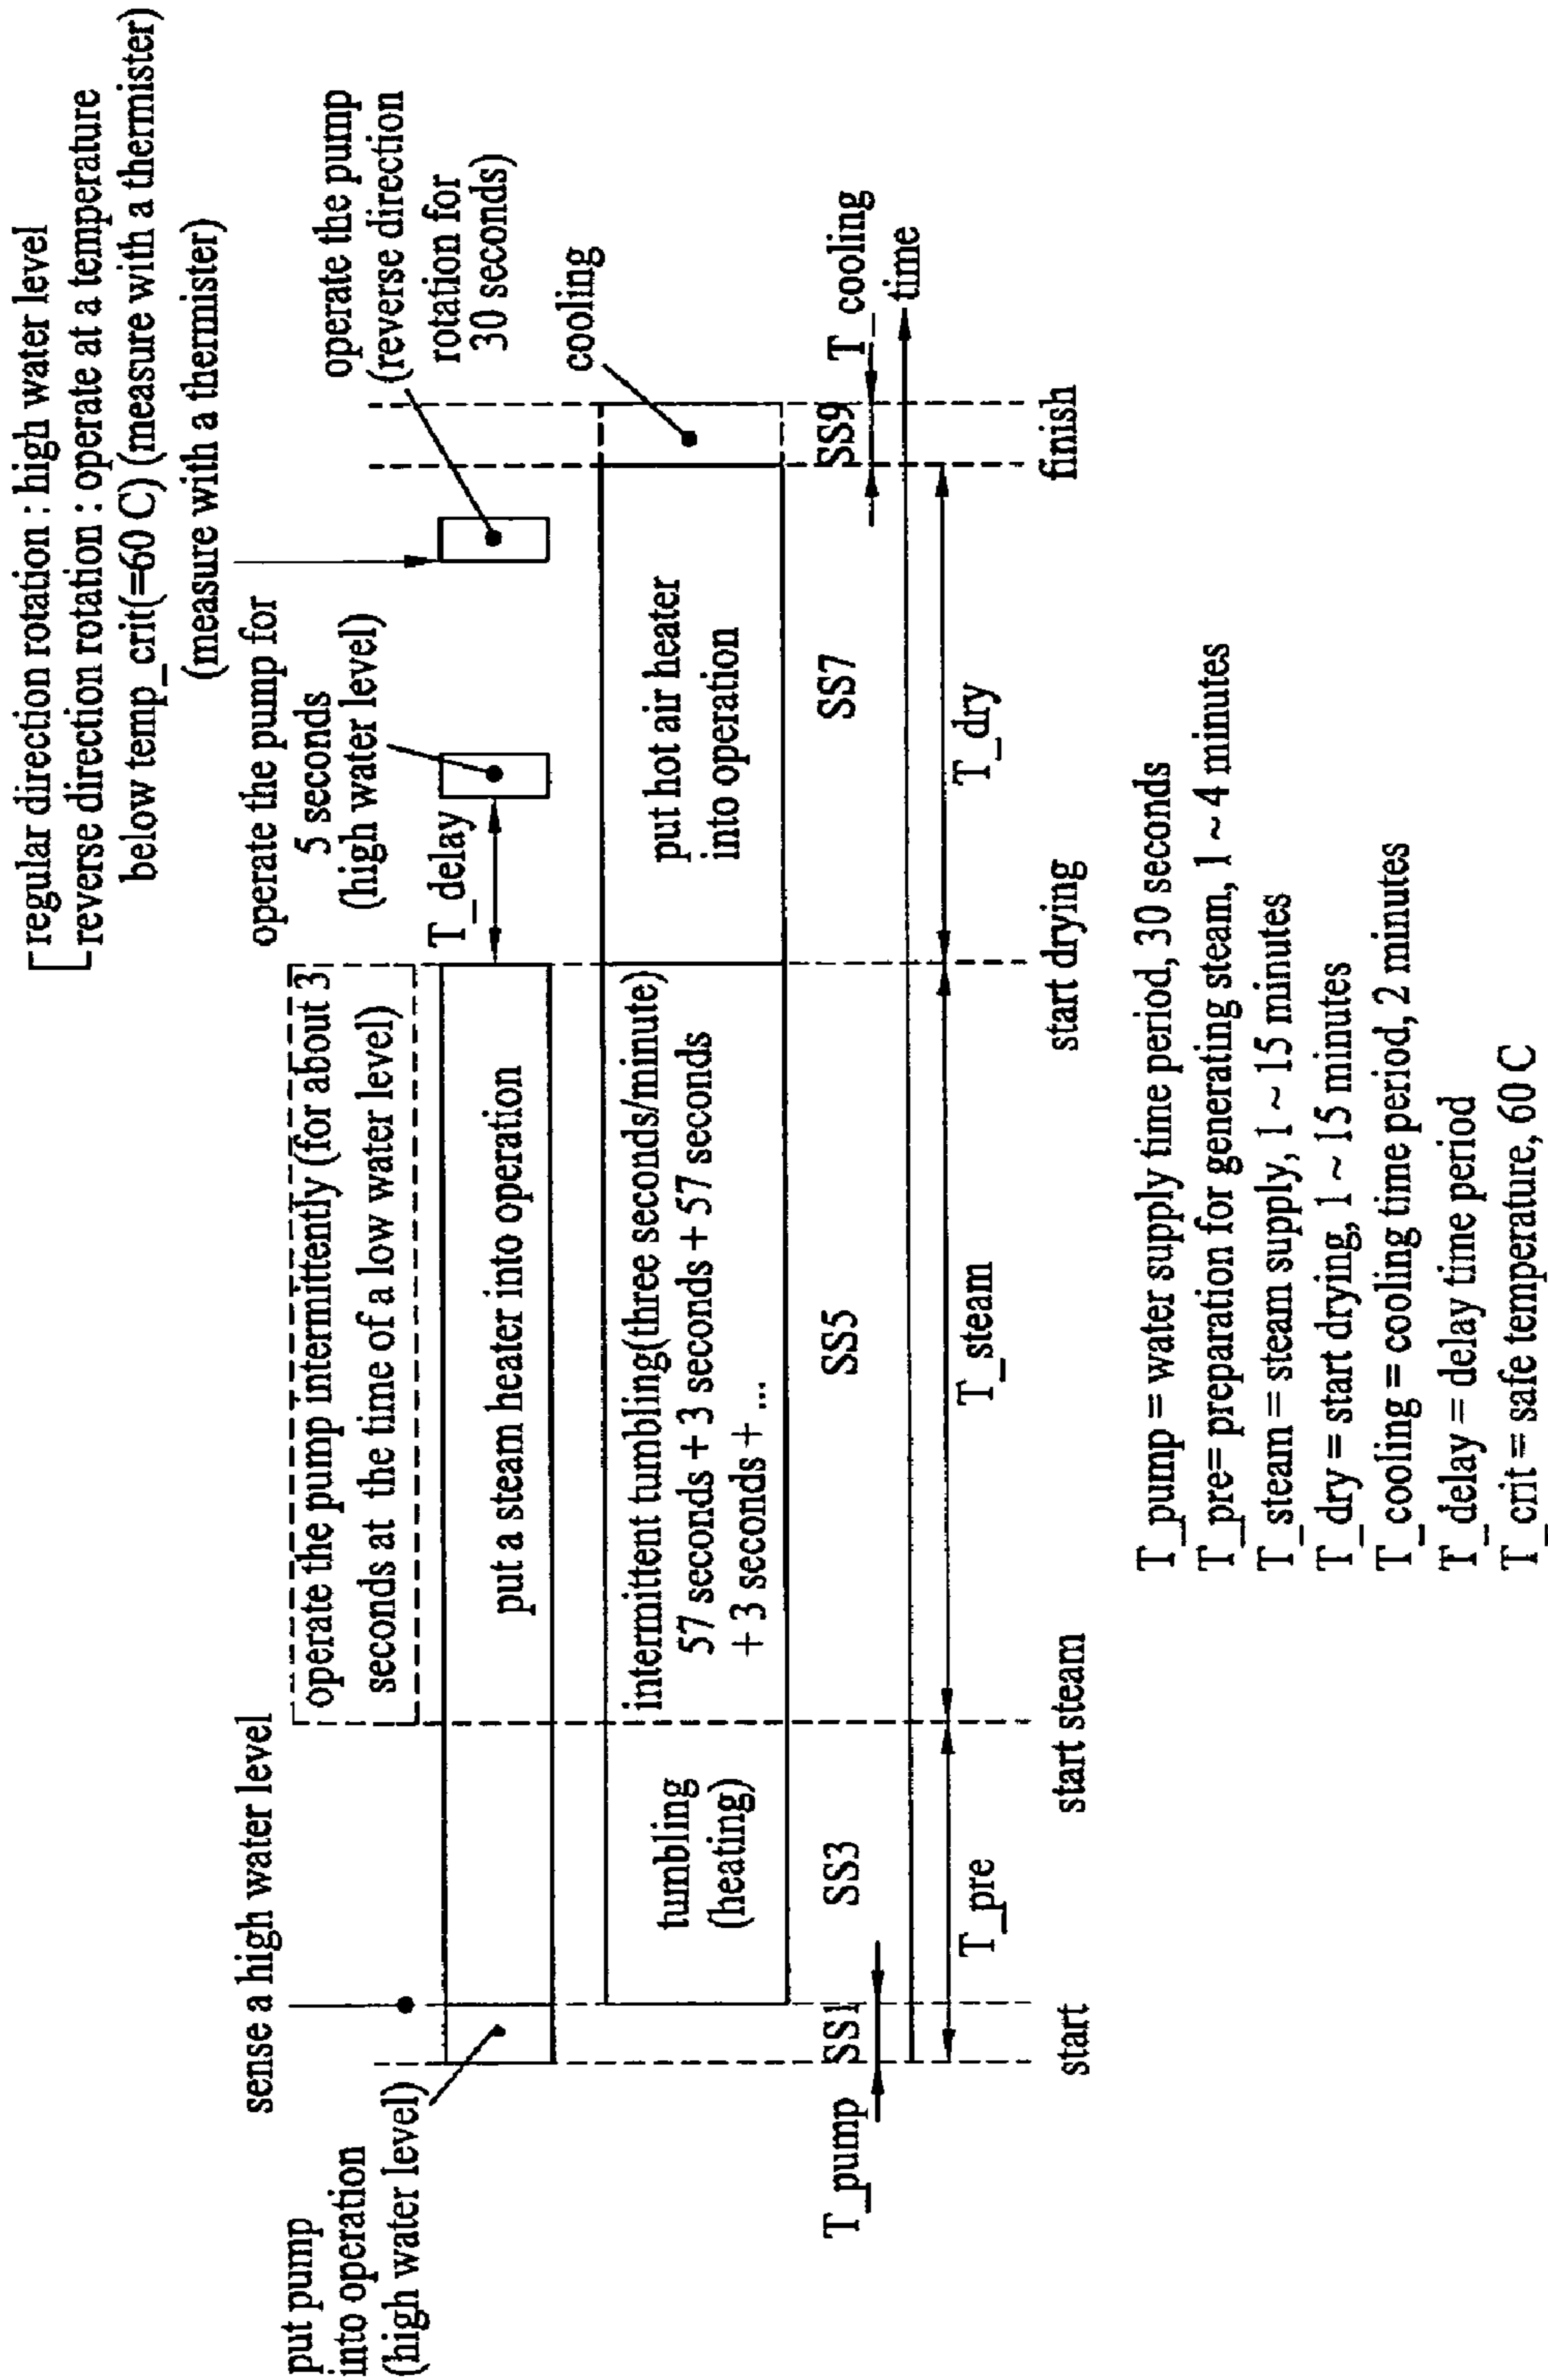 regular direction rotation : high water level
reverse direction rotation : operate at a temperature
below temp_crit(=60 C) (measure with a thermister)
(measure with a thermister)
sense a high water level
put pump
into operation
(high water level)
operate the pump intermittently (for about 3
seconds at the time of a low water level)
operate the pump for
5 seconds
(high water level)
operate the pump
(reverse direction
rotation for
30 seconds)
T_delay
put a steam heater into operation
cooling
tumbling
(heating)
intermittent tumbling(three seconds/minute)
57 seconds + 3 seconds + 57 seconds
+ 3 seconds + ...
put hot air heater
into operation
T_pump
SS1
SS3
SS5
SS7
SS9
T_cooling
time
T_pre
T_steam
T_dry
start
start steam
start drying
finish
T_pump = water supply time period, 30 seconds
T_pre= preparation for generating steam, 1 ~ 4 minutes
T_steam = steam supply, 1 ~ 15 minutes
T_dry = start drying, 1 ~ 15 minutes
T_cooling = cooling time period, 2 minutes
T_delay = delay time period
T_crit = safe temperature, 60 C